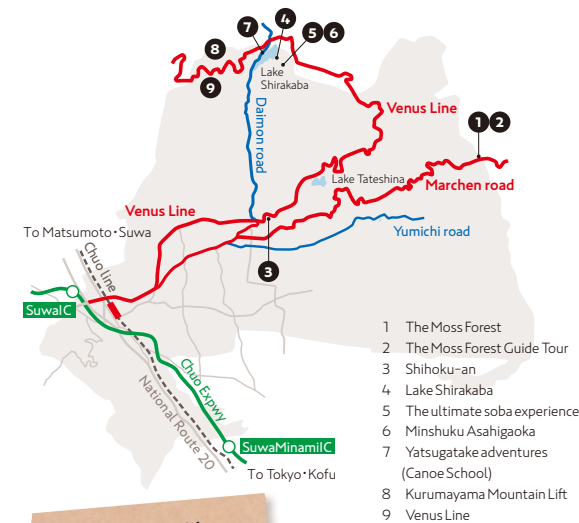 7
4
5 6
8
9
Lake
Shirakaba
Daimon road
Venus Line
1 2
Lake Tateshina
Marchen road
Venus Line
Yumichi road
To Matsumoto・Suwa
3
Chuo line
SuwaIC
Chuo Expwy
National Route 20
SuwaMinamiIC
To Tokyo・Kofu
1 The Moss Forest
2 The Moss Forest Guide Tour
3 Shihoku-an
4 Lake Shirakaba
5 The ultimate soba experience
6 Minshuku Asahigaoka
7 Yatsugatake adventures
(Canoe School)
8 Kurumayama Mountain Lift
9 Venus Line